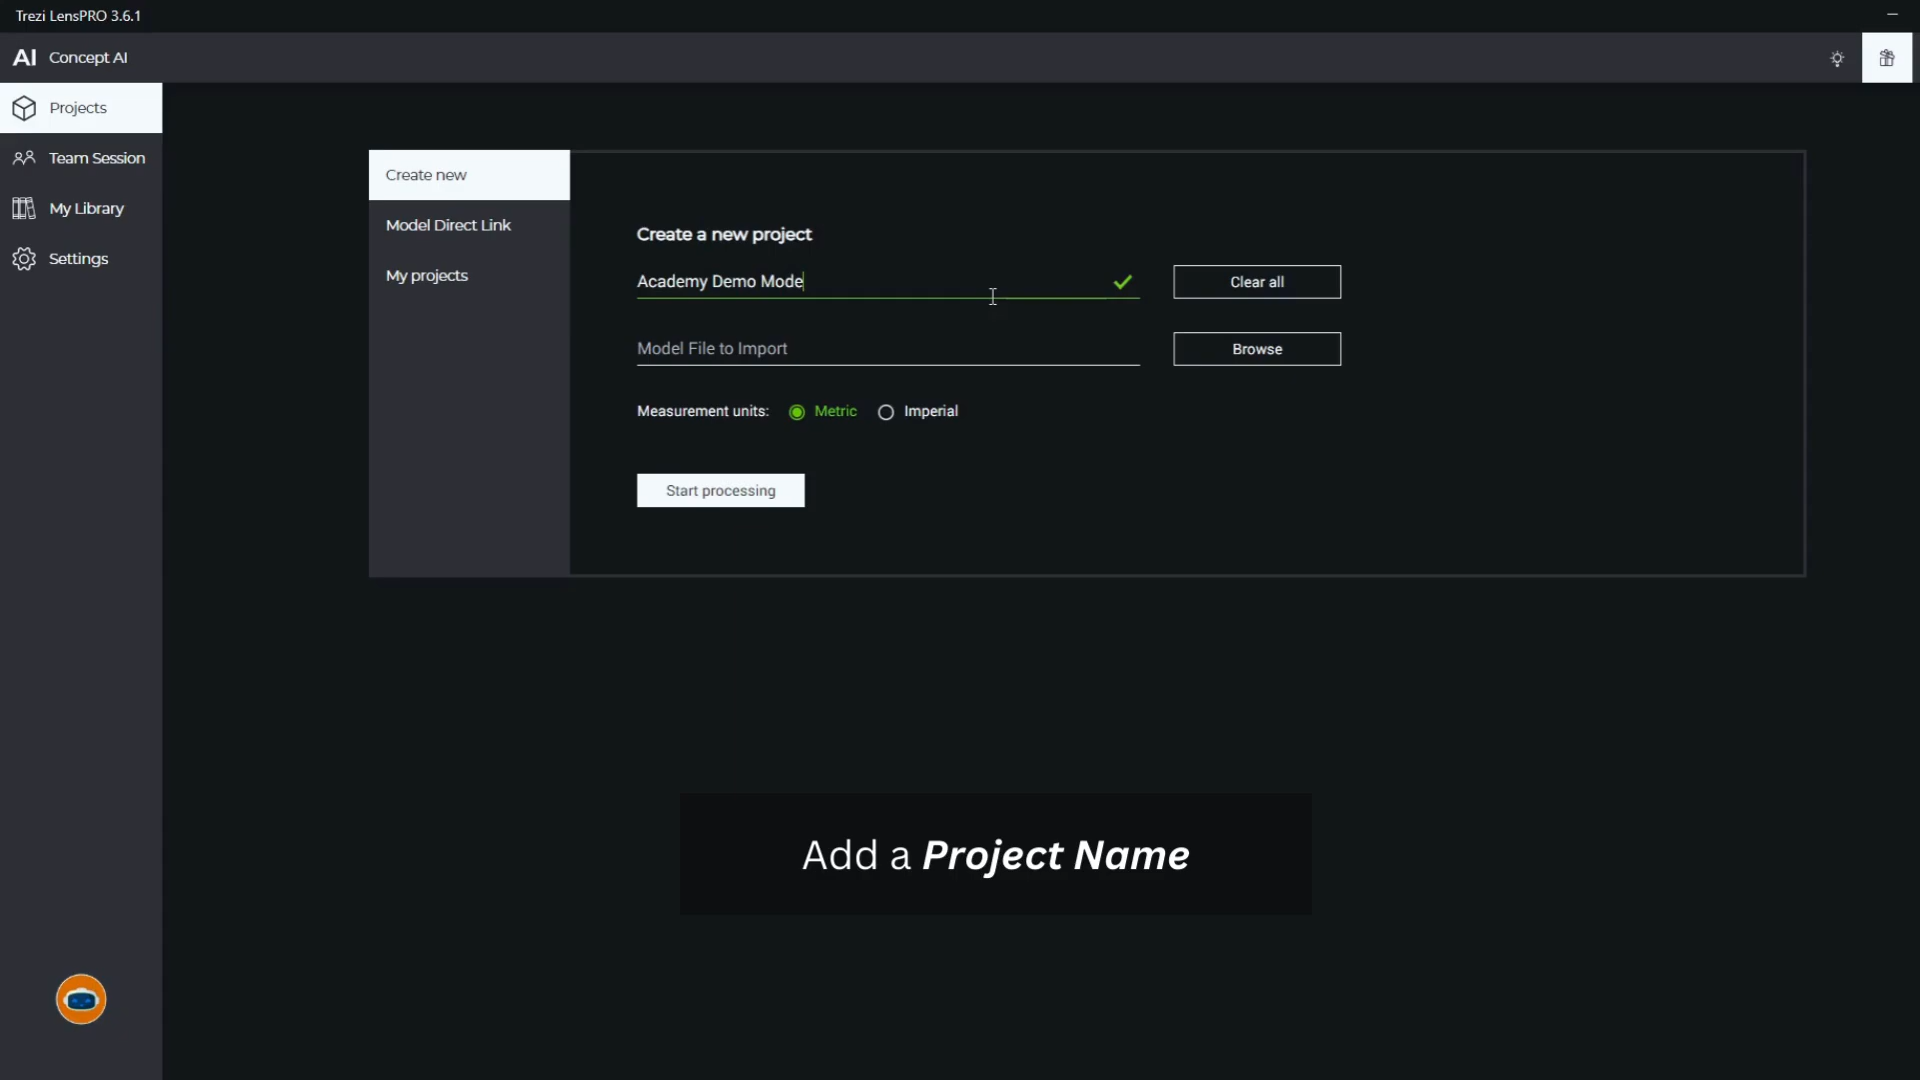 Trezi LensPRO 3.6.1
AI Concept AI
Projects
Team Session
My Library
Settings
Create new
Model Direct Link
My projects
Create a new project
Academy Demo Mode
Clear all
Model File to Import
Browse
Measurement units: Metric Imperial
Start processing
Add a Project Name